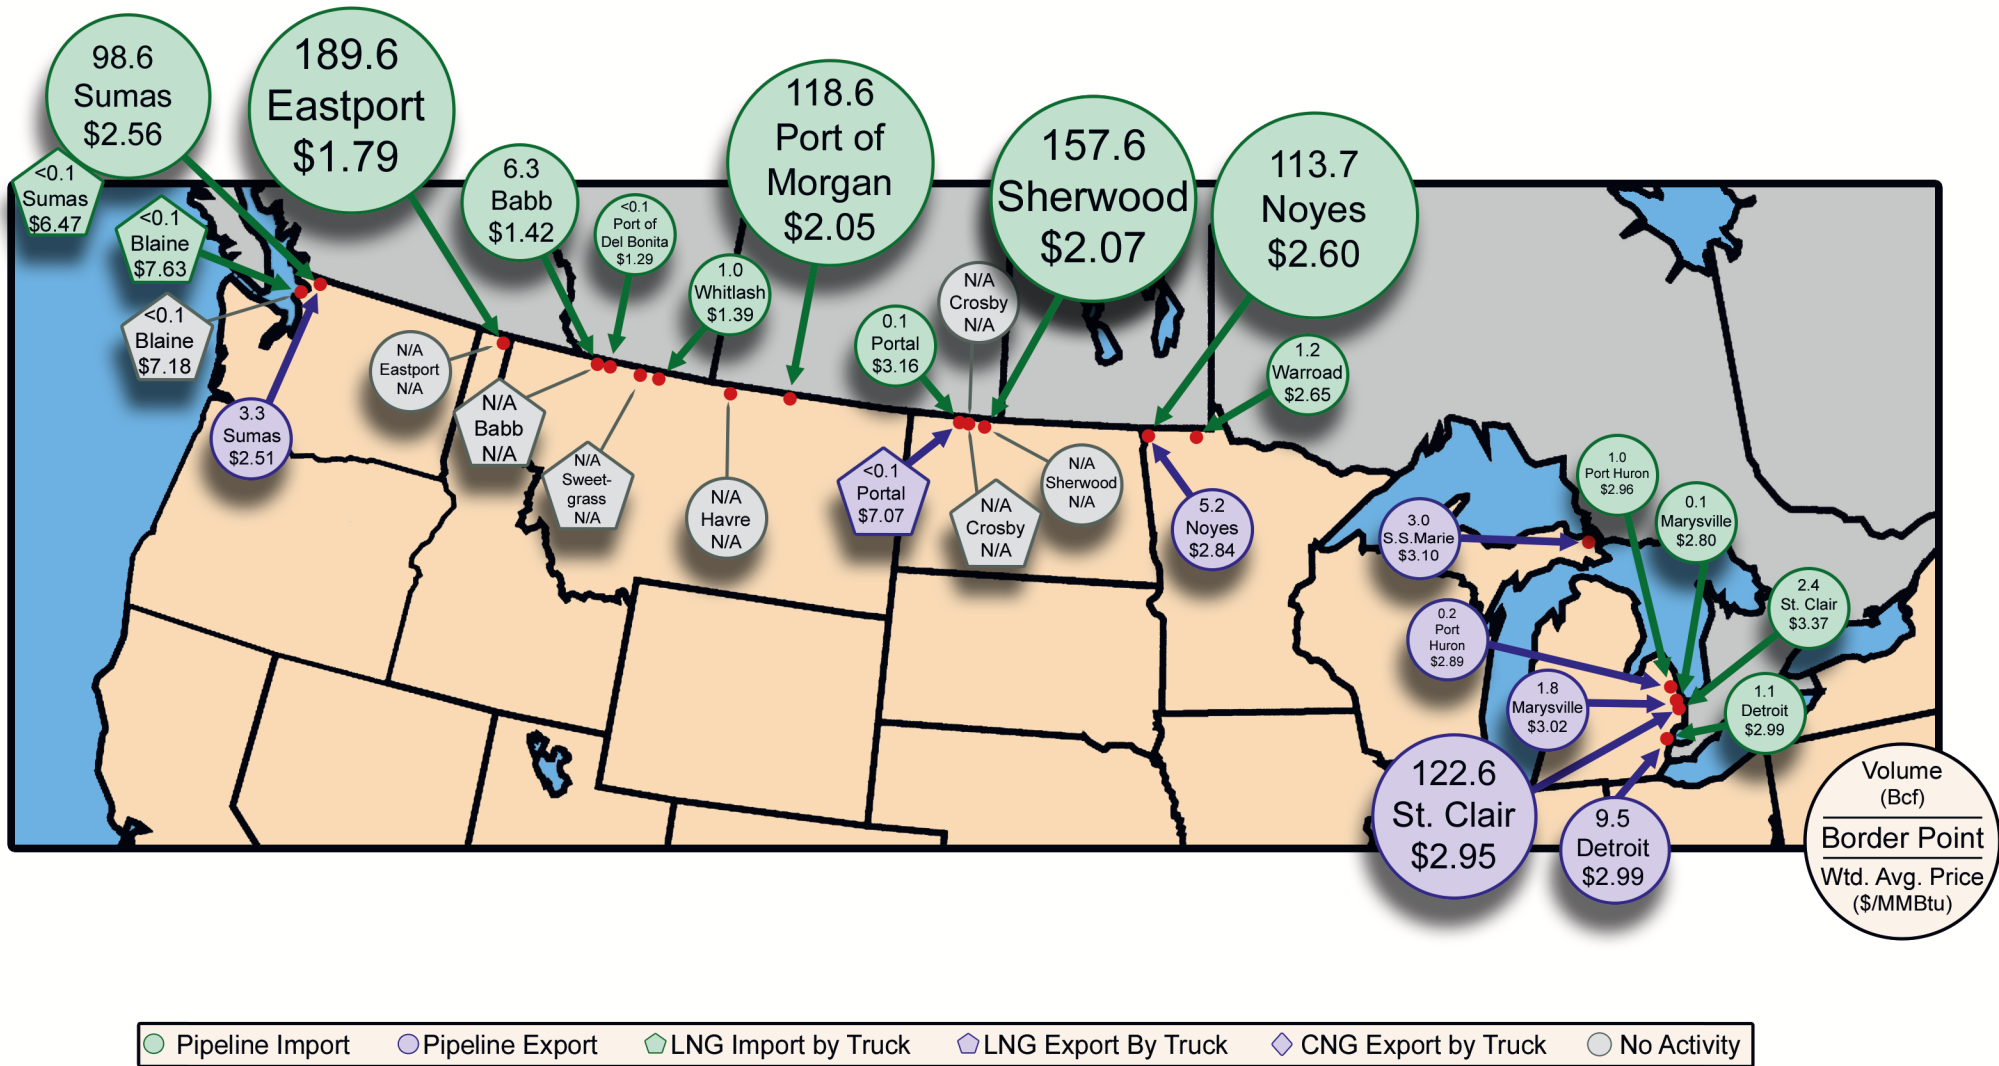 98.6
Sumas
$2.56
189.6
Eastport
$1.79
<0.1
Sumas
$6.47
<0.1
Blaine
$7.63
<0.1
Blaine
$7.18
3.3
Sumas
$2.51
N/A
Eastport
N/A
6.3
Babb
$1.42
<0.1
Port of
Del Bonita
$1.29
1.0
Whitlash
$1.39
118.6
Port of
Morgan
$2.05
N/A
Babb
N/A
N/A
Sweet-
grass
N/A
N/A
Havre
N/A
0.1
Portal
$3.16
N/A
Crosby
N/A
157.6
Sherwood
$2.07
113.7
Noyes
$2.60
1.2
Warroad
$2.65
<0.1
Portal
$7.07
N/A
Crosby
N/A
N/A
Sherwood
N/A
5.2
Noyes
$2.84
3.0
S.S.Marie
$3.10
1.0
Port Huron
$2.96
0.1
Marysville
$2.80
2.4
St. Clair
$3.37
0.2
Port
Huron
$2.89
1.8
Marysville
$3.02
1.1
Detroit
$2.99
122.6
St. Clair
$2.95
9.5
Detroit
$2.99
Volume
(Bcf)
Border Point
Wtd. Avg. Price
($/MMBtu)
Pipeline Import
Pipeline Export
LNG Import by Truck
LNG Export By Truck
CNG Export by Truck
No Activity